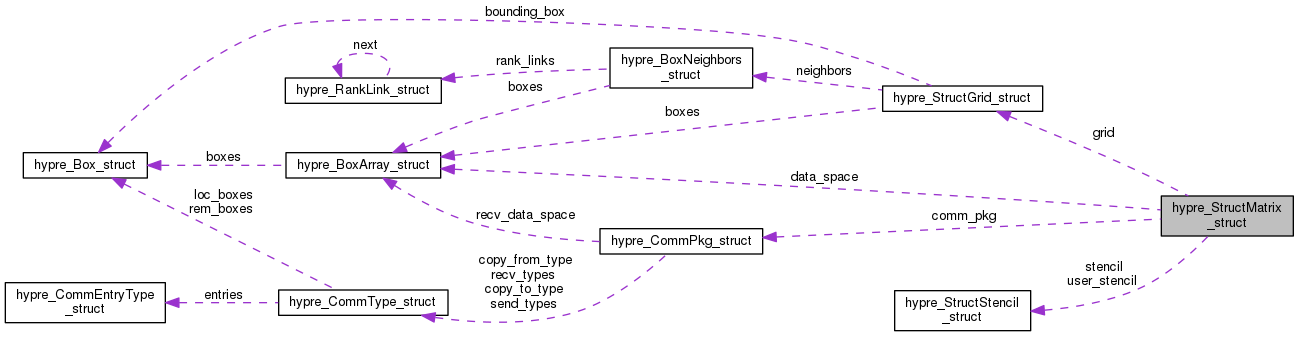 bounding_box
next
rank_links
hypre_BoxNeighbors
_struct
neighbors
hypre_RankLink_struct
boxes
hypre_StructGrid_struct
boxes
grid
hypre_Box_struct
boxes
hypre_BoxArray_struct
data_space
loc_boxes
rem_boxes
recv_data_space
comm_pkg
hypre_StructMatrix
_struct
hypre_CommPkg_struct
copy_from_type
recv_types
copy_to_type
send_types
stencil
user_stencil
hypre_CommEntryType
_struct
entries
hypre_CommType_struct
hypre_StructStencil
_struct